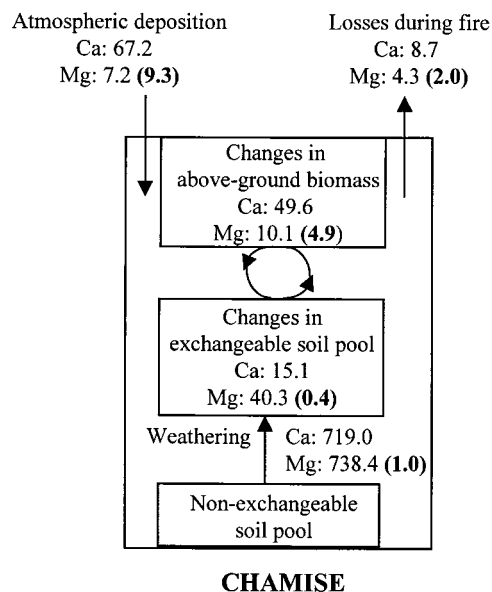 Atmospheric deposition
Ca: 67.2
Mg: 7.2 (9.3)
Losses during fire
Ca: 8.7
Mg: 4.3 (2.0)
Changes in
above-ground biomass
Ca: 49.6
Mg: 10.1 (4.9)
Changes in
exchangeable soil pool
Ca: 15.1
Mg: 40.3 (0.4)
Weathering
Ca: 719.0
Mg: 738.4 (1.0)
Non-exchangeable
soil pool
CHAMISE